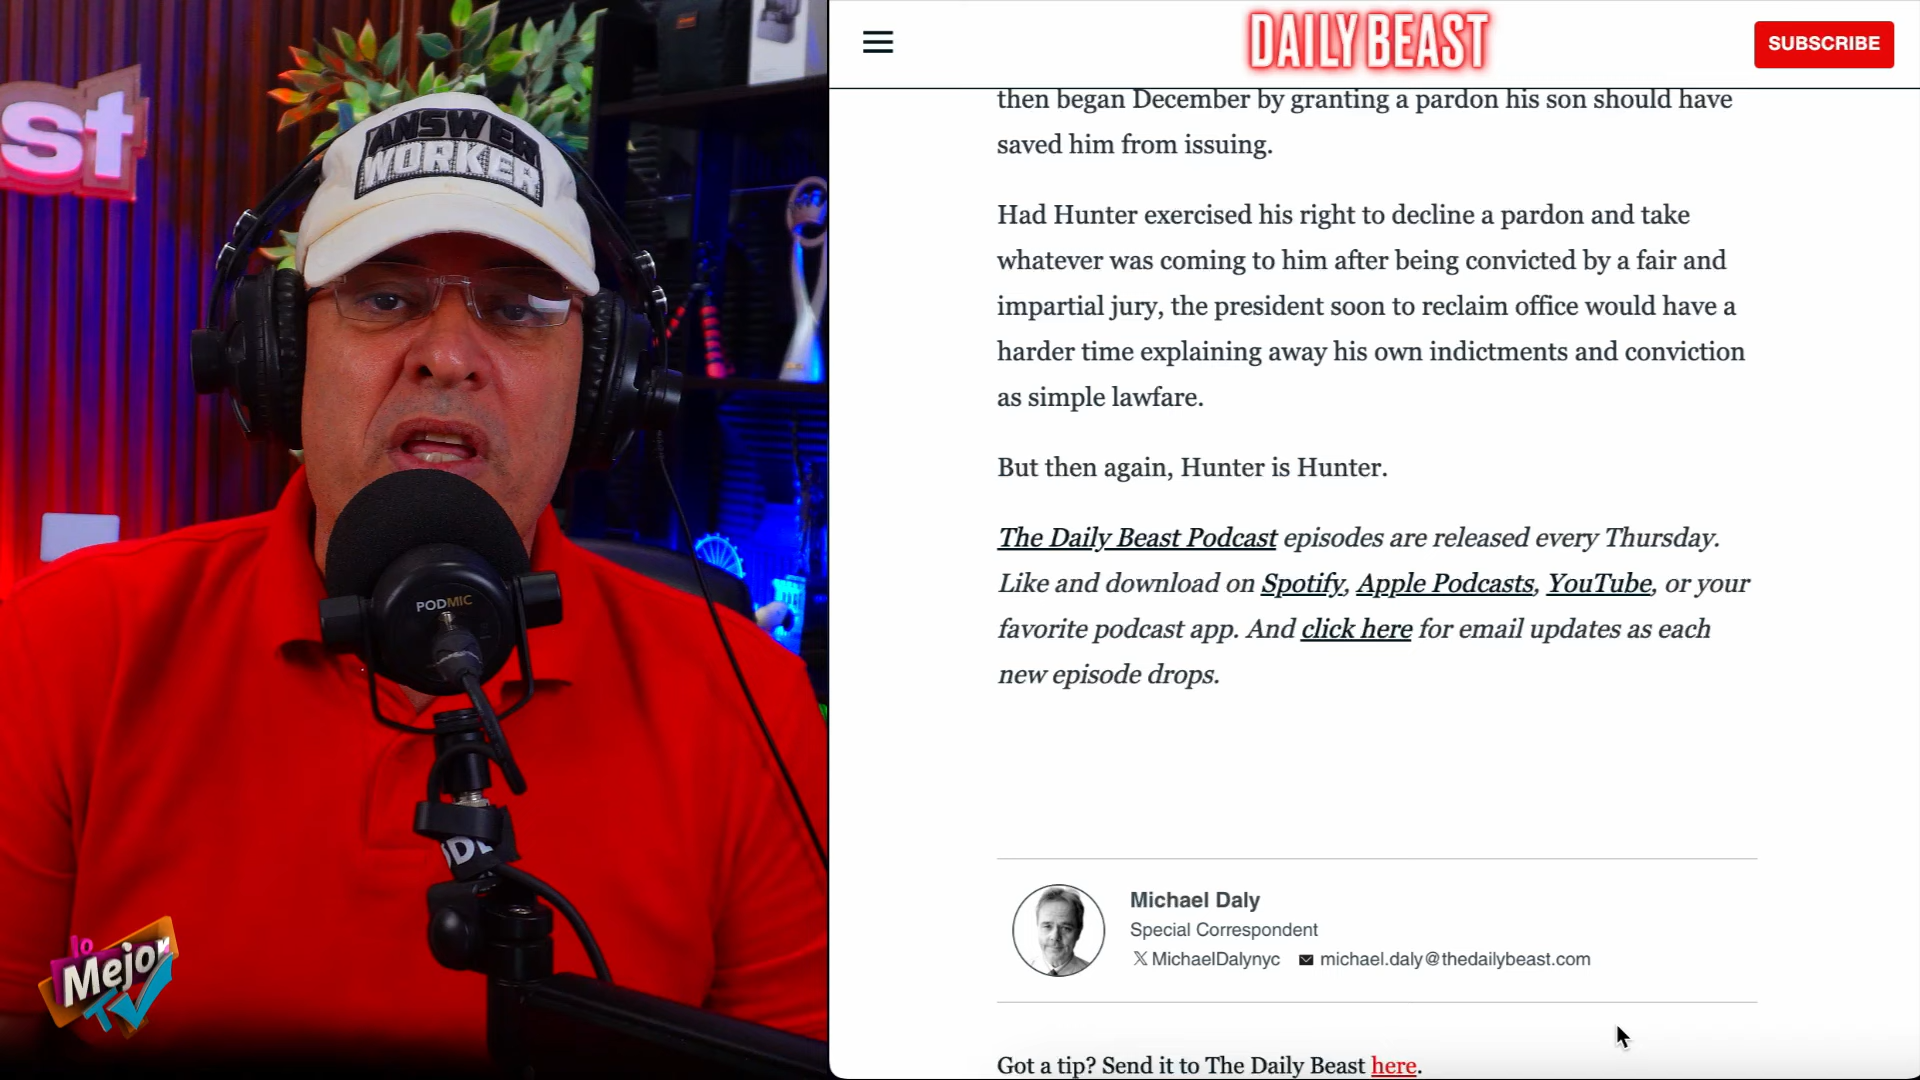 st
ANSWER
WORKER
PODMIC
lo
Mejor
TV
DAILY BEAST
SUBSCRIBE
then began December by granting a pardon his son should have
saved him from issuing.
Had Hunter exercised his right to decline a pardon and take
whatever was coming to him after being convicted by a fair and
impartial jury, the president soon to reclaim office would have a
harder time explaining away his own indictments and conviction
as simple lawfare.
But then again, Hunter is Hunter.
The Daily Beast Podcast episodes are released every Thursday.
Like and download on Spotify, Apple Podcasts, YouTube, or your
favorite podcast app. And click here for email updates as each
new episode drops.
Michael Daly
Special Correspondent
X MichaelDalynyc michael.daly@thedailybeast.com
Got a tip? Send it to The Daily Beast here.